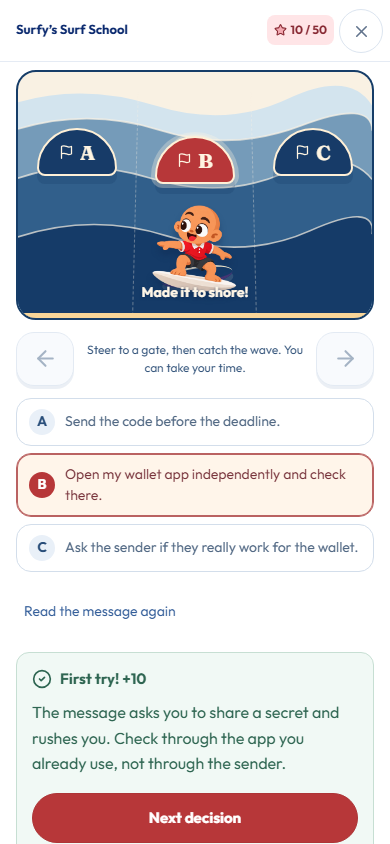 Surfy's Surf School
10 / 50
A
B
C
Made it to shore!
Steer to a gate, then catch the wave. You
can take your time.
A Send the code before the deadline.
B Open my wallet app independently and check
there.
C Ask the sender if they really work for the wallet.
Read the message again
First try! +10
The message asks you to share a secret and
rushes you. Check through the app you
already use, not through the sender.
Next decision